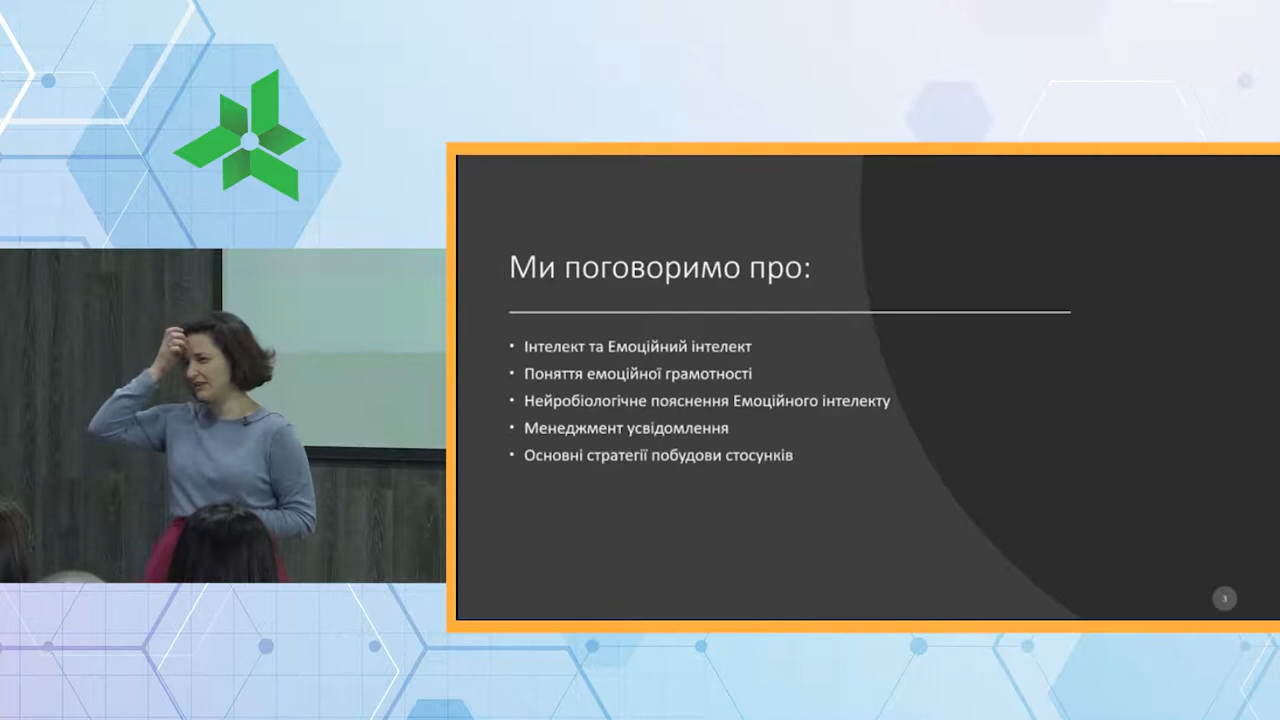 Ми поговоримо про:
• Інтелект та Емоційний інтелект
• Поняття емоційної грамотності
• Нейробіологічне пояснення Емоційного інтелекту
• Менеджмент усвідомлення
• Основні стратегії побудови стосунків
3